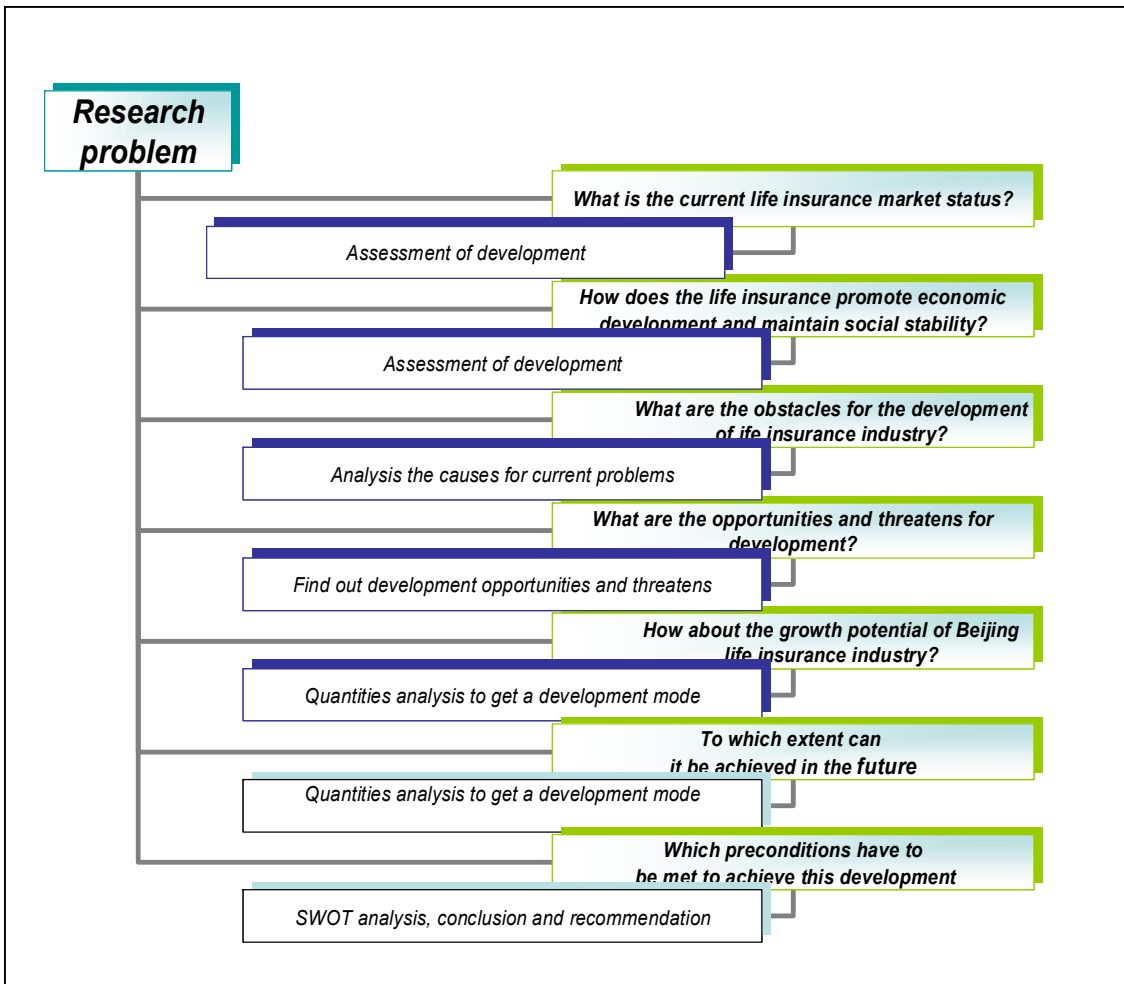 Research
problem
What is the current life insurance market status?
Assessment of development
How does the life insurance promote economic
development and maintain social stability?
Assessment of development
What are the obstacles for the development
of ife insurance industry?
Analysis the causes for current problems
What are the opportunities and threatens for
development?
Find out development opportunities and threatens
How about the growth potential of Beijing
life insurance industry?
Quantities analysis to get a development mode
To which extent can
it be achieved in the future
Quantities analysis to get a development mode
Which preconditions have to
be met to achieve this development
SWOT analysis, conclusion and recommendation